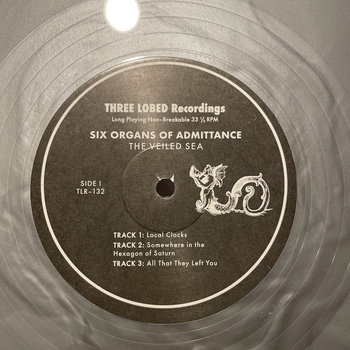 THREE LOBED Recordings
Long Playing Non-Breakable 33 ⅓ RPM
SIX ORGANS OF ADMITTANCE
THE VEILED SEA
SIDE I
TLR-132
TRACK 1: Local Clocks
TRACK 2: Somewhere in the
Hexagon of Saturn
TRACK 3: All That They Left You